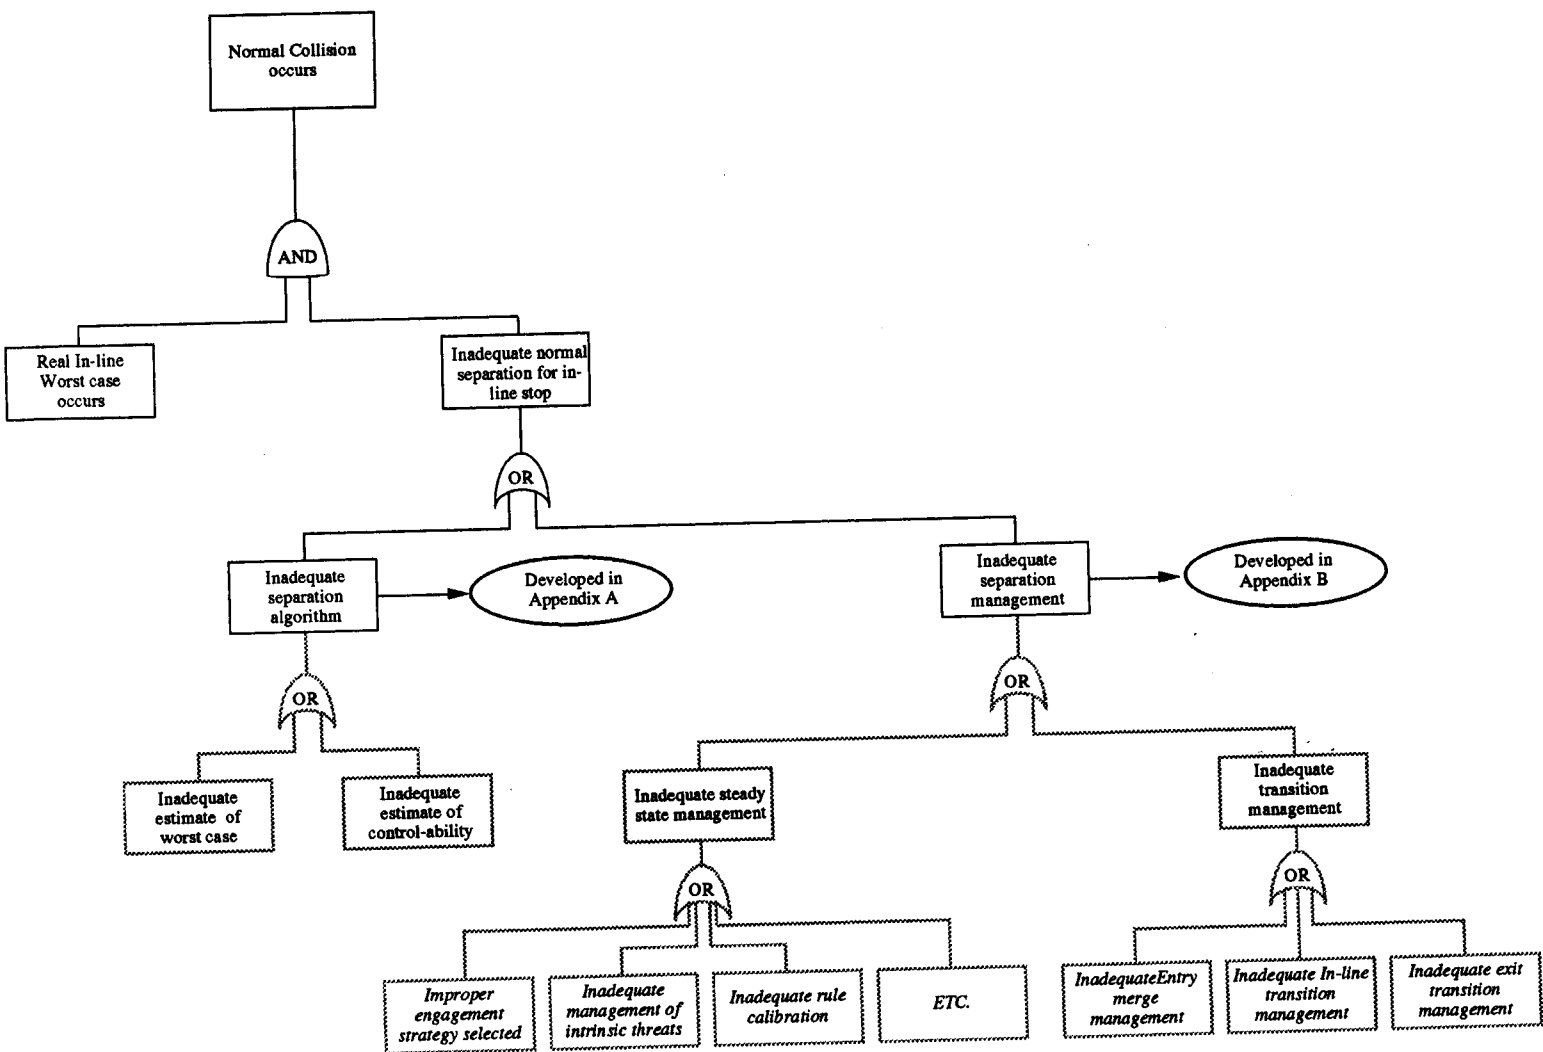 Normal Collision
occurs
AND
Real In-line
Worst case
occurs
Inadequate normal
separation for in-
line stop
OR
Inadequate
separation
algorithm
Developed in
Appendix A
Inadequate
separation
management
Developed in
Appendix B
OR
OR
Inadequate
estimate of
worst case
Inadequate
estimate of
control-ability
Inadequate steady
state management
Inadequate
transition
management
OR
OR
Improper
engagement
strategy selected
Inadequate
management of
intrinsic threats
Inadequate rule
calibration
ETC.
InadequateEntry
merge
management
Inadequate In-line
transition
management
Inadequate exit
transition
management